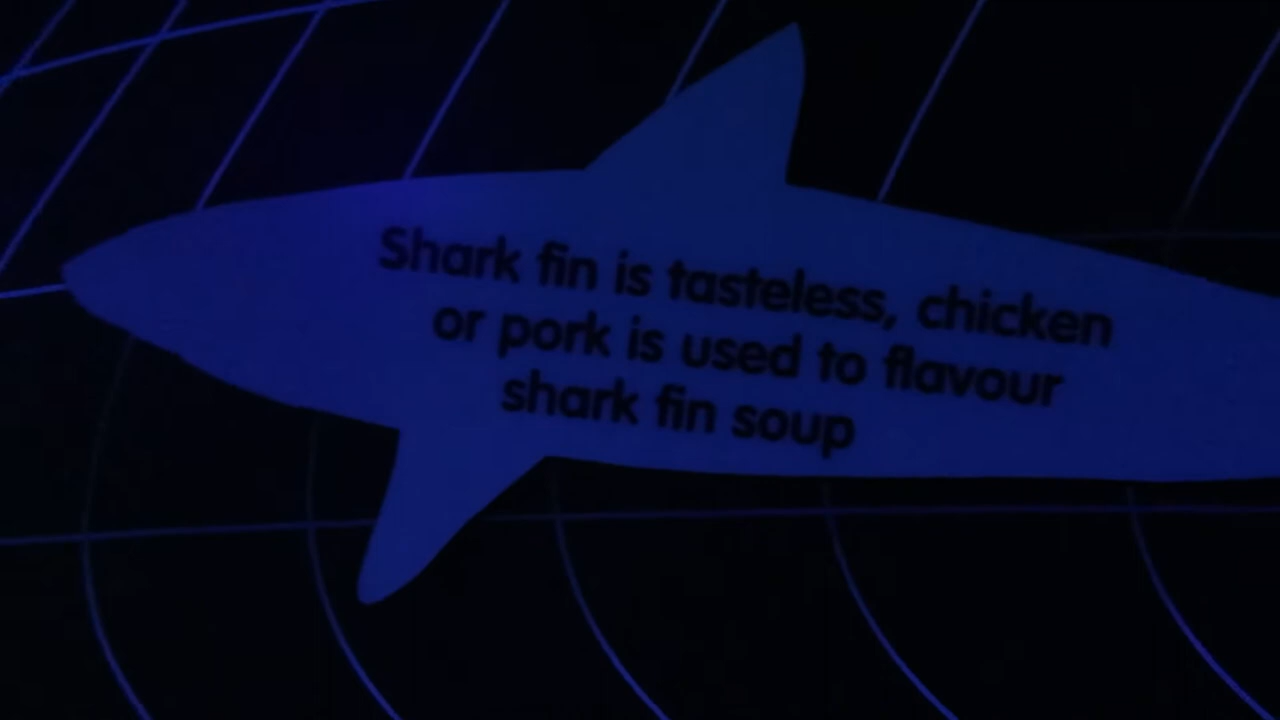 Shark fin is tasteless, chicken
or pork is used to flavour
shark fin soup